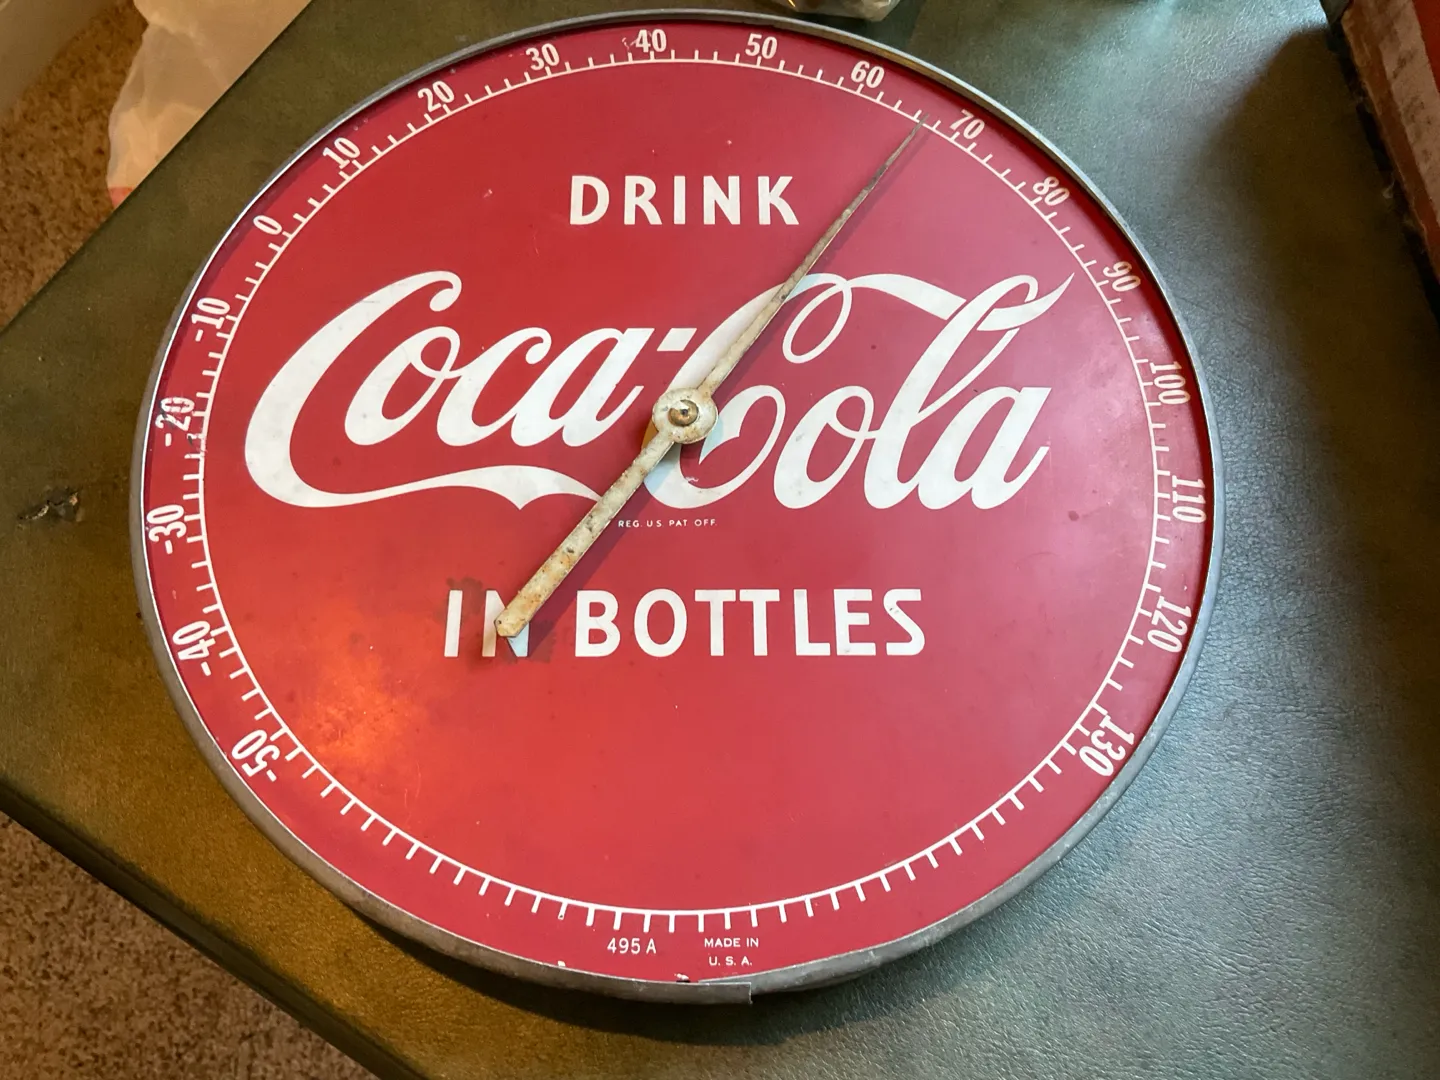 -50 -40 -30 -20 -10 0 10 20 30 40 50 60 70 80 90 100 110 120 130
DRINK
Coca-Cola
REG. U.S. PAT OFF.
IN BOTTLES
495 A
MADE IN
U. S. A.